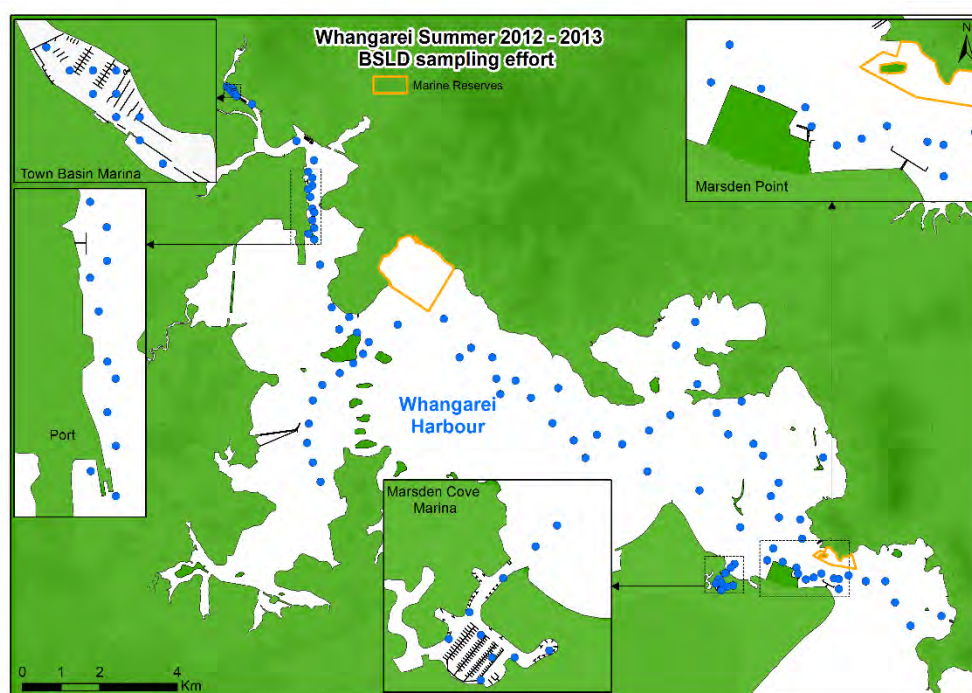 Whangarei Summer 2012 - 2013
BSLD sampling effort
Marine Reserves
N
Town Basin Marina
Marsden Point
Port
Whangarei
Harbour
Marsden Cove
Marina
0 1 2 4
Km